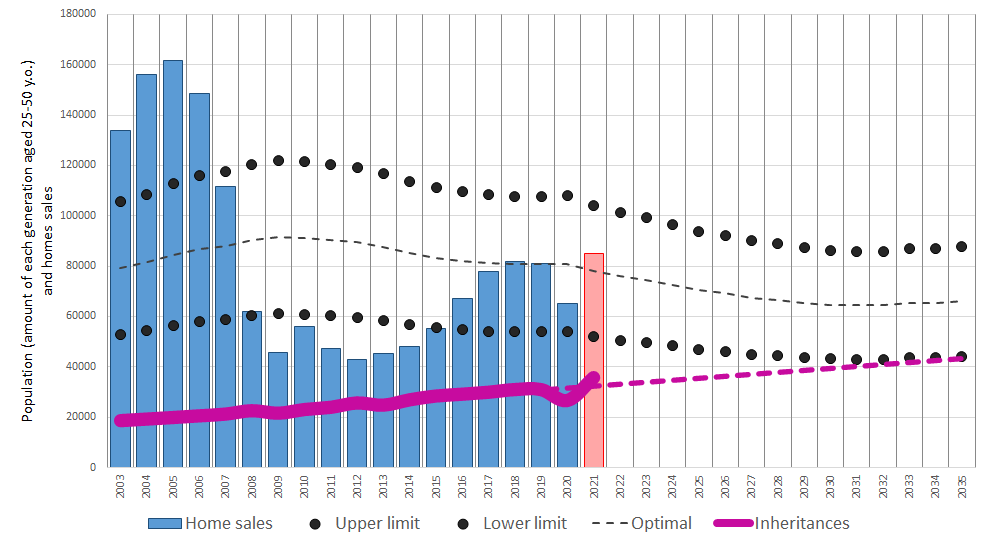 Population (amount of each generation aged 25-50 y.o.)
and homes sales
180000
160000
140000
120000
100000
80000
60000
40000
20000
0
2003 2004 2005 2006 2007 2008 2009 2010 2011 2012 2013 2014 2015 2016 2017 2018 2019 2020 2021 2022 2023 2024 2025 2026 2027 2028 2029 2030 2031 2032 2033 2034 2035
Home sales Upper limit Lower limit Optimal Inheritances